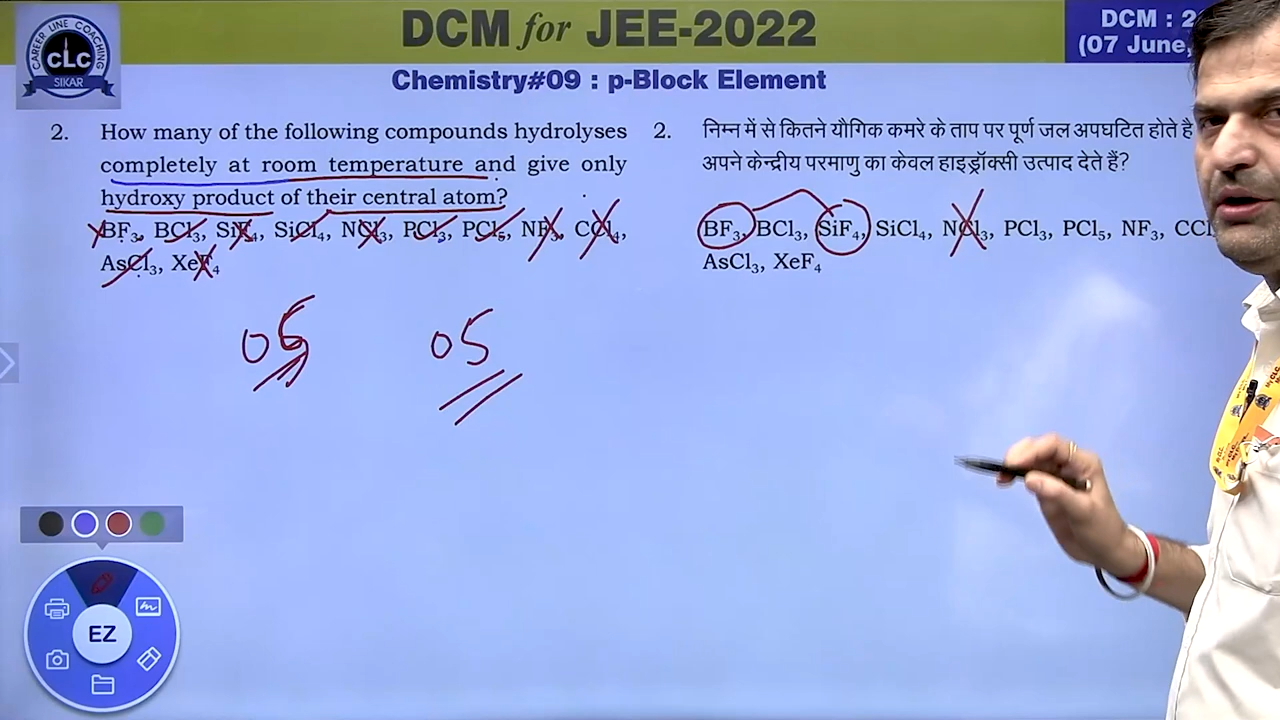 CAREER LINE COACHING
CLC
SIKAR
DCM for JEE-2022
DCM : 2
(07 June,
Chemistry#09 : p-Block Element
2. How many of the following compounds hydrolyses
completely at room temperature and give only
hydroxy product of their central atom?
BF₃, BCl₃, SiF₄, SiCl₄, NCl₃, PCl₃, PCl₅, NF₃, CCl₄,
AsCl₃, XeF₄
05
05
2. निम्न में से कितने यौगिक कमरे के ताप पर पूर्ण जल अपघटित होते है
अपने केन्द्रीय परमाणु का केवल हाइड्रॉक्सी उत्पाद देते हैं?
BF₃, BCl₃, SiF₄, SiCl₄, NCl₃, PCl₃, PCl₅, NF₃, CCl
AsCl₃, XeF₄
EZ